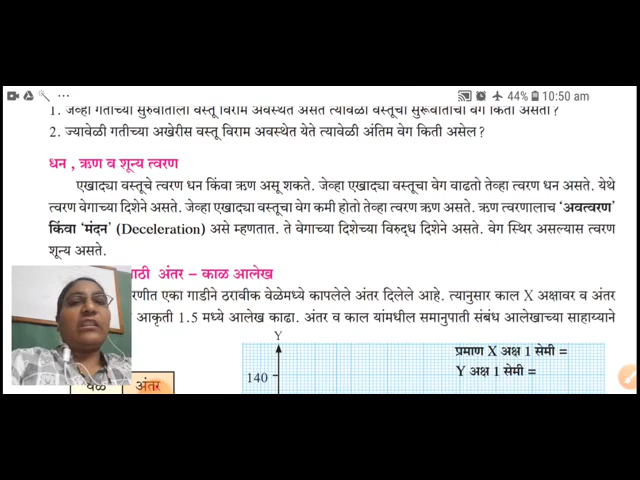 44% 10:50 am
1. जेव्हा गतीच्या सुरुवातीला वस्तू विराम अवस्थेत असते त्यावेळी वस्तूचा सुरुवातीचा वेग किती असतो ?
2. ज्यावेळी गतीच्या अखेरीस वस्तू विराम अवस्थेत येते त्यावेळी अंतिम वेग किती असेल ?
धन , ऋण व शून्य त्वरण
एखाद्या वस्तूचे त्वरण धन किंवा ऋण असू शकते. जेव्हा एखाद्या वस्तूचा वेग वाढतो तेव्हा त्वरण धन असते. येथे
त्वरण वेगाच्या दिशेने असते. जेव्हा एखाद्या वस्तूचा वेग कमी होतो तेव्हा त्वरण ऋण असते. ऋण त्वरणालाच ‘अवत्वरण’
किंवा ‘मंदन’ (Deceleration) असे म्हणतात. ते वेगाच्या दिशेच्या विरुद्ध दिशेने असते. वेग स्थिर असल्यास त्वरण
शून्य असते.
साठी अंतर – काळ आलेख
रणीत एका गाडीने ठरावीक वेळेमध्ये कापलेले अंतर दिलेले आहे. त्यानुसार काल X अक्षावर व अंतर
आकृती 1.5 मध्ये आलेख काढा. अंतर व काल यांमधील समानुपाती संबंध आलेखाच्या साहाय्याने
Y
प्रमाण X अक्ष 1 सेमी =
Y अक्ष 1 सेमी =
140
वेळ अंतर